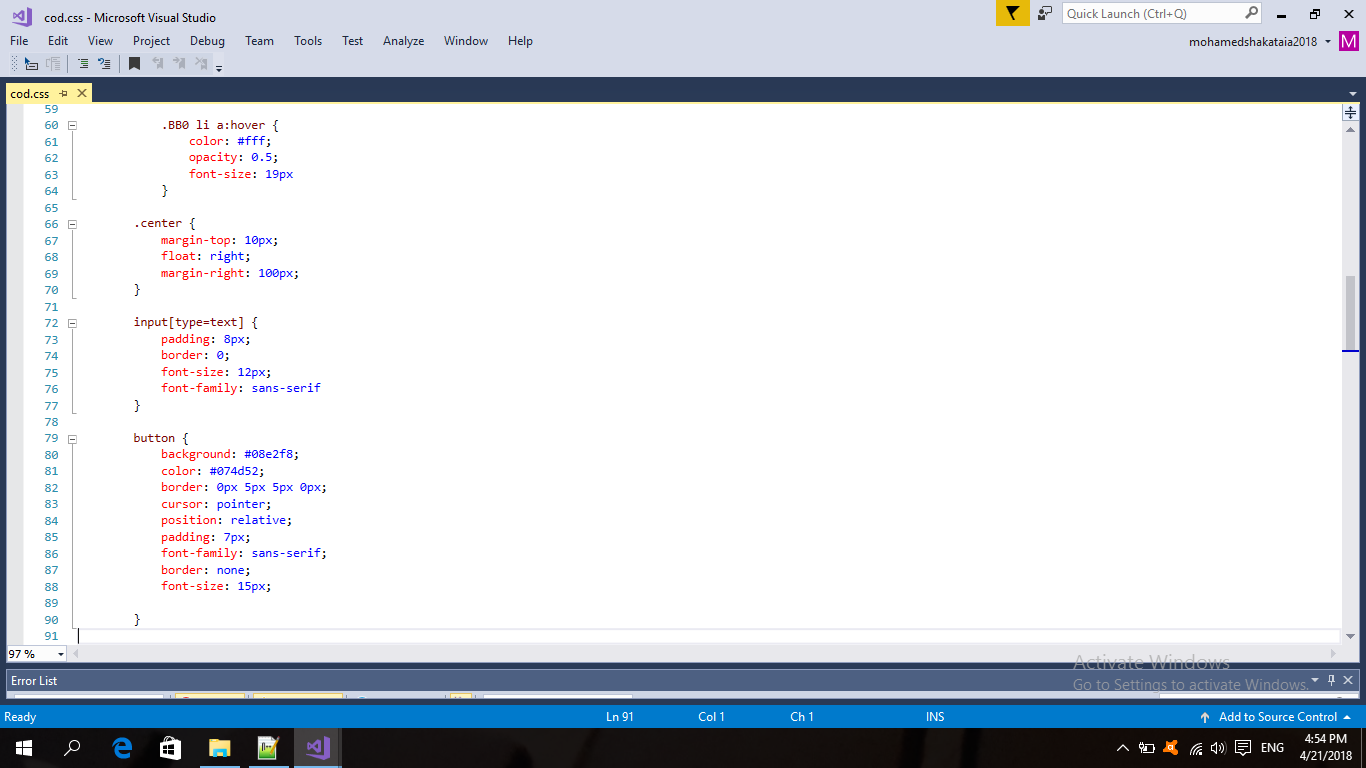 cod.css - Microsoft Visual Studio
Quick Launch (Ctrl+Q)
File Edit View Project Debug Team Tools Test Analyze Window Help
mohamedshakataia2018 M
cod.css
59
60 .BB0 li a:hover {
61 color: #fff;
62 opacity: 0.5;
63 font-size: 19px
64 }
65
66 .center {
67 margin-top: 10px;
68 float: right;
69 margin-right: 100px;
70 }
71
72 input[type=text] {
73 padding: 8px;
74 border: 0;
75 font-size: 12px;
76 font-family: sans-serif
77 }
78
79 button {
80 background: #08e2f8;
81 color: #074d52;
82 border: 0px 5px 5px 0px;
83 cursor: pointer;
84 position: relative;
85 padding: 7px;
86 font-family: sans-serif;
87 border: none;
88 font-size: 15px;
89
90 }
91
97 %
Activate Windows
Go to Settings to activate Windows.
Error List
Ready Ln 91 Col 1 Ch 1 INS Add to Source Control
ENG
4:54 PM
4/21/2018